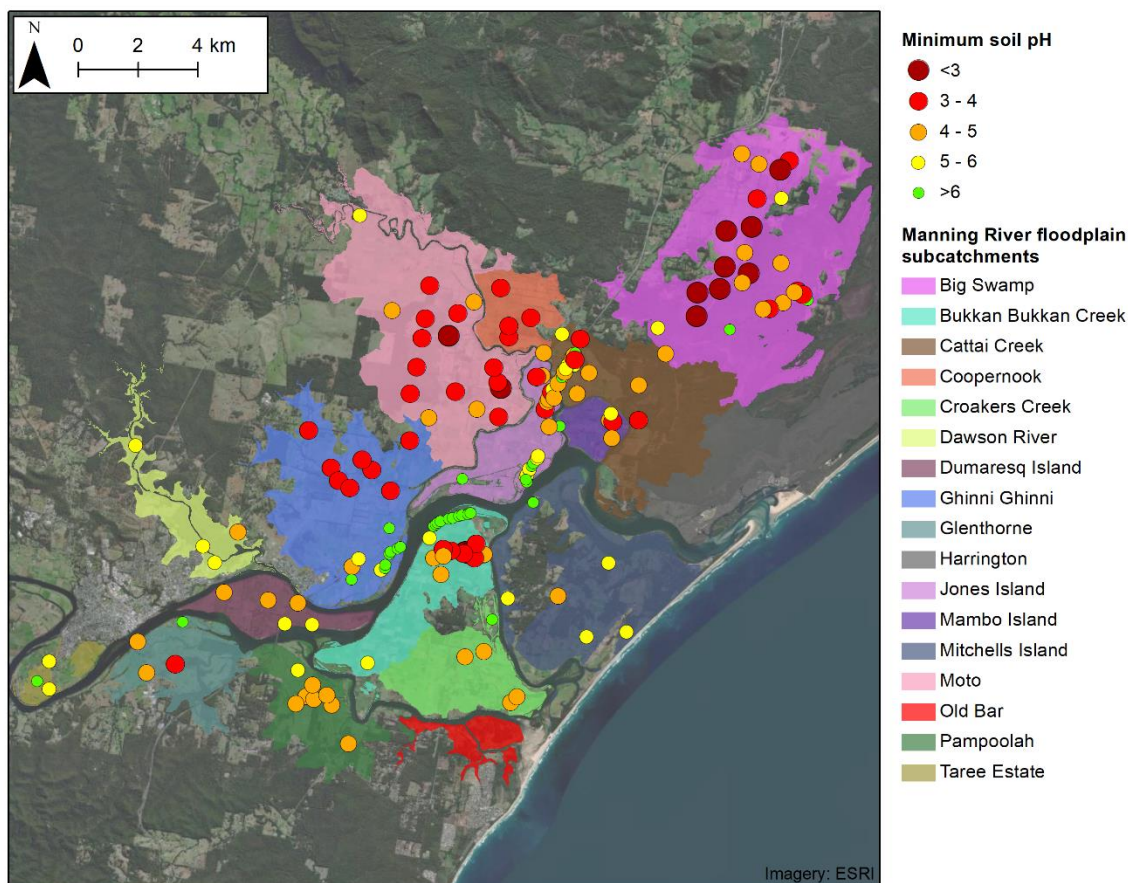 N
0 2 4 km
Minimum soil pH
<3
3 - 4
4 - 5
5 - 6
>6
Manning River floodplain
subcatchments
Big Swamp
Bukkan Bukkan Creek
Cattai Creek
Coopernook
Croakers Creek
Dawson River
Dumaresq Island
Ghinni Ghinni
Glenthorne
Harrington
Jones Island
Mambo Island
Mitchells Island
Moto
Old Bar
Pampoolah
Taree Estate
Imagery: ESRI